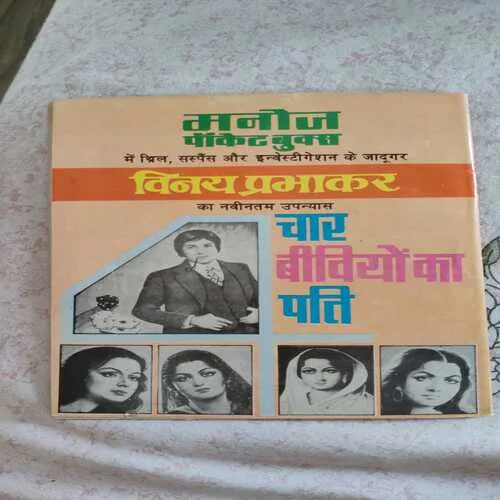 मनोज
पॉकेट बुक्स
में थ्रिल, सस्पैंस और इन्वेस्टीगेशन के जादूगर
विनय प्रभाकर
का नवीनतम उपन्यास
चार
बीवियों का
पति